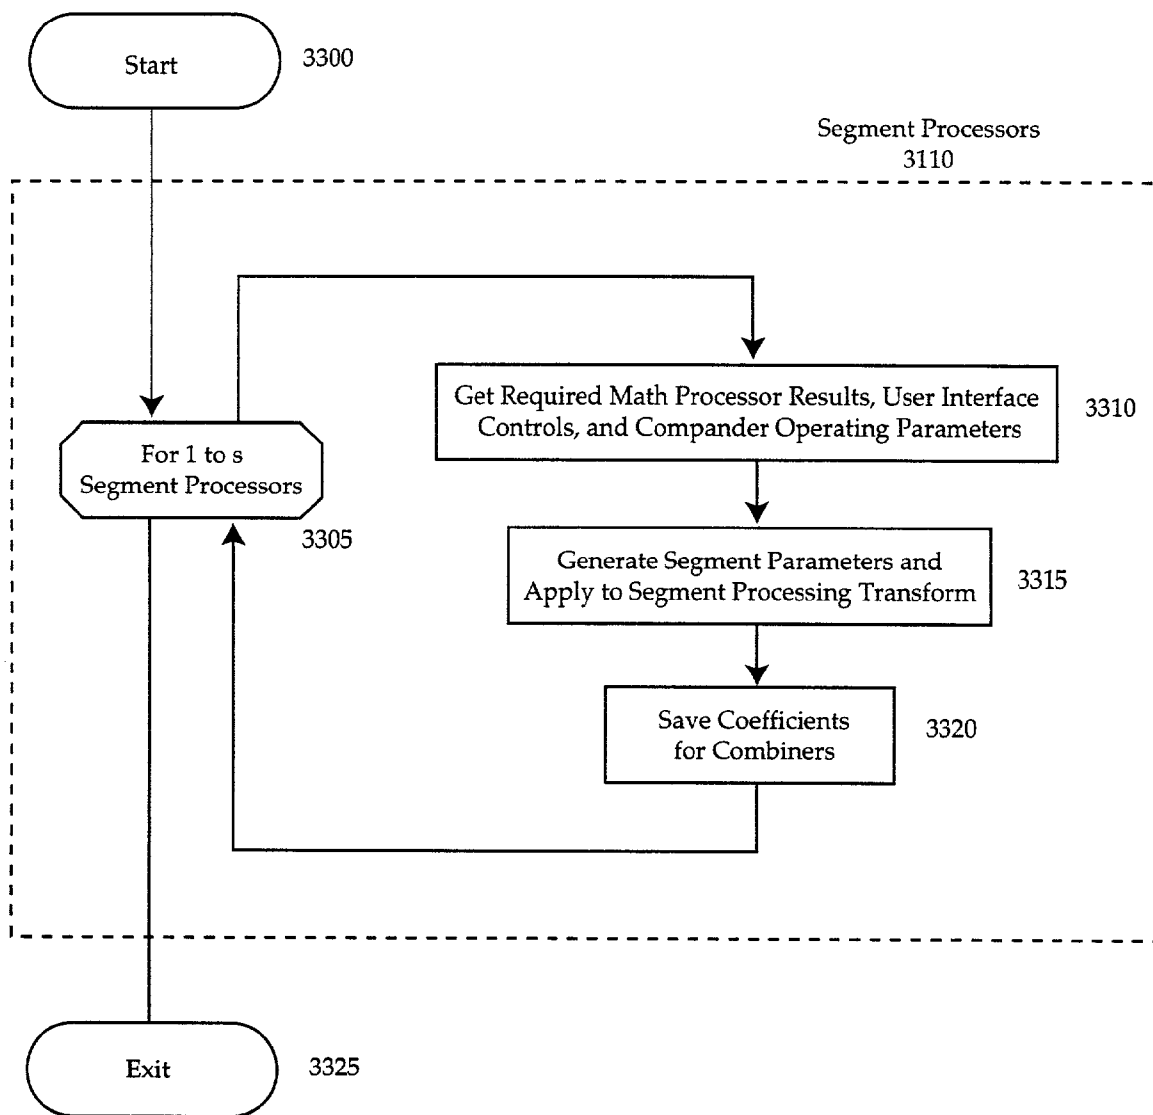 Start
3300
Segment Processors
3110
For 1 to s
Segment Processors
3305
Get Required Math Processor Results, User Interface
Controls, and Compander Operating Parameters
3310
Generate Segment Parameters and
Apply to Segment Processing Transform
3315
Save Coefficients
for Combiners
3320
Exit
3325